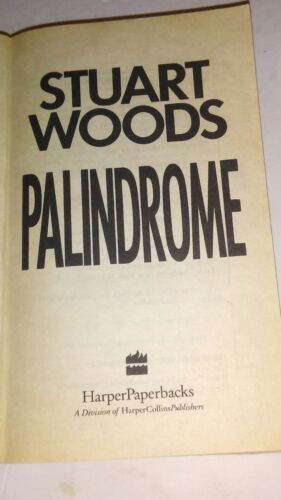 STUART
WOODS
PALINDROME
HarperPaperbacks
A Division of HarperCollinsPublishers